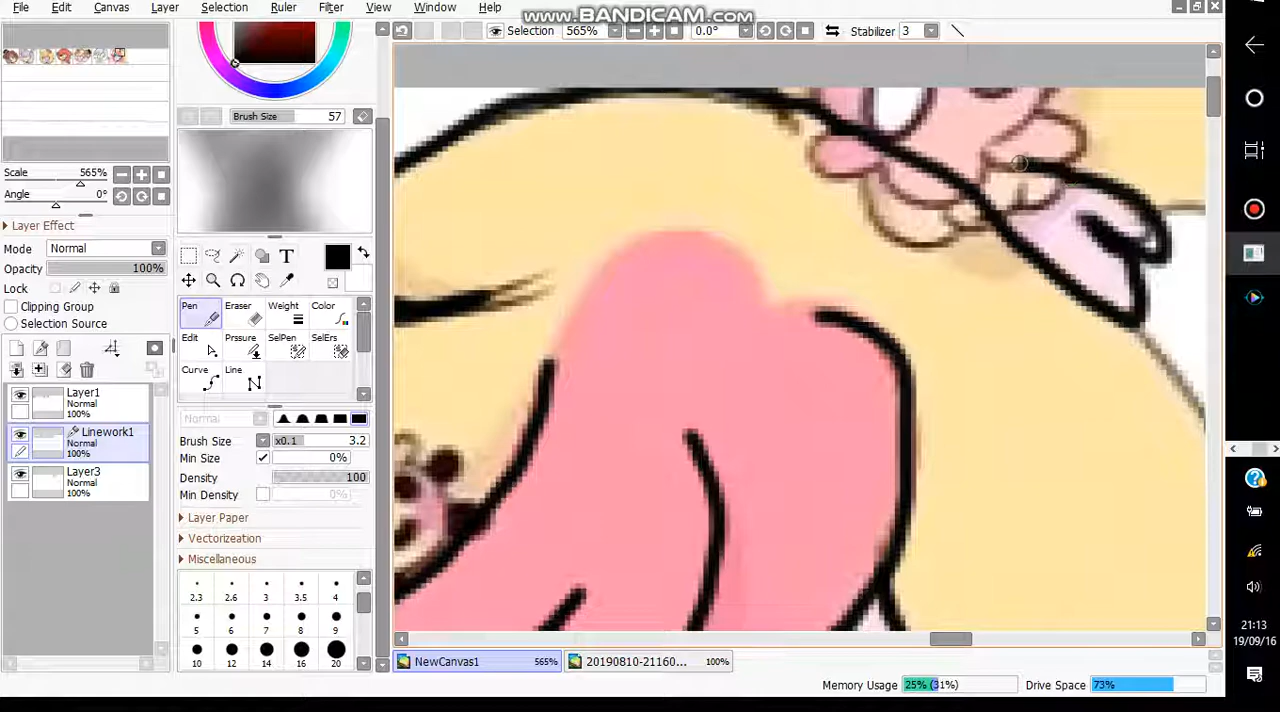 File Edit Canvas Layer Selection Ruler Filter View Window Help
www.BANDICAM.com
Selection 565% 0.0° Stabilizer 3
Brush Size 57
Scale 565%
Angle 0°
Layer Effect
Mode Normal
Opacity 100%
Lock
Clipping Group
Selection Source
T
Pen Eraser Weight Color
Edit Prssure SelPen SelErs
Curve Line
Layer1
Normal
100%
Linework1
Normal
100%
Layer3
Normal
100%
Normal
Brush Size x0.1 3.2
Min Size 0%
Density 100
Min Density 0%
Layer Paper
Vectorization
Miscellaneous
2.3 2.6 3 3.5 4
5 6 7 8 9
10 12 14 16 20
NewCanvas1 565% 20190810-21160... 100%
Memory Usage 25% (31%) Drive Space 73%
21:13
19/09/16